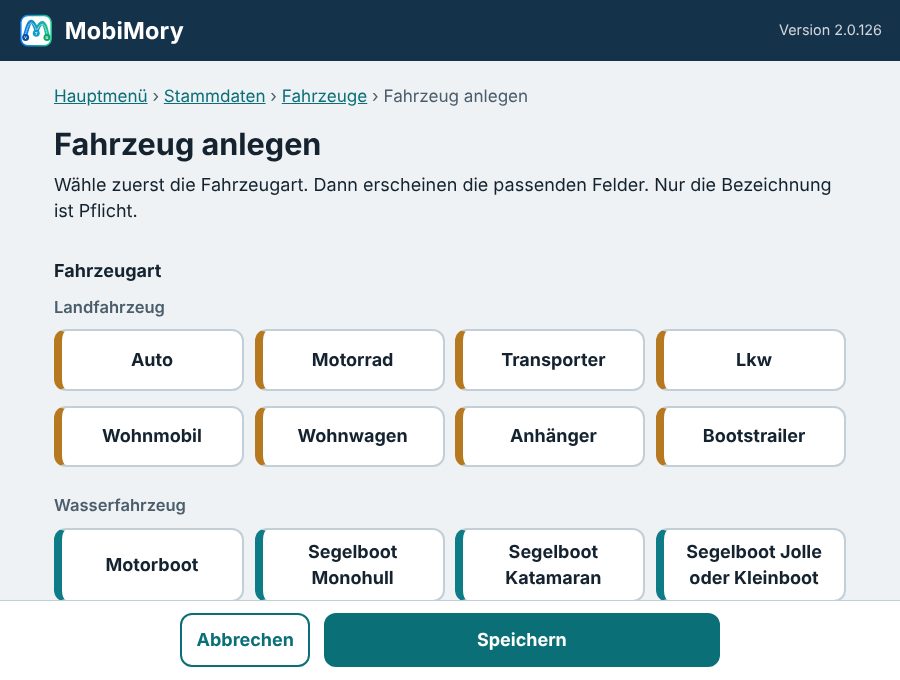 MobiMory
Version 2.0.126
Hauptmenü › Stammdaten › Fahrzeuge › Fahrzeug anlegen
Fahrzeug anlegen
Wähle zuerst die Fahrzeugart. Dann erscheinen die passenden Felder. Nur die Bezeichnung
ist Pflicht.
Fahrzeugart
Landfahrzeug
Auto
Motorrad
Transporter
Lkw
Wohnmobil
Wohnwagen
Anhänger
Bootstrailer
Wasserfahrzeug
Motorboot
Segelboot
Monohull
Segelboot
Katamaran
Segelboot Jolle
oder Kleinboot
Abbrechen
Speichern